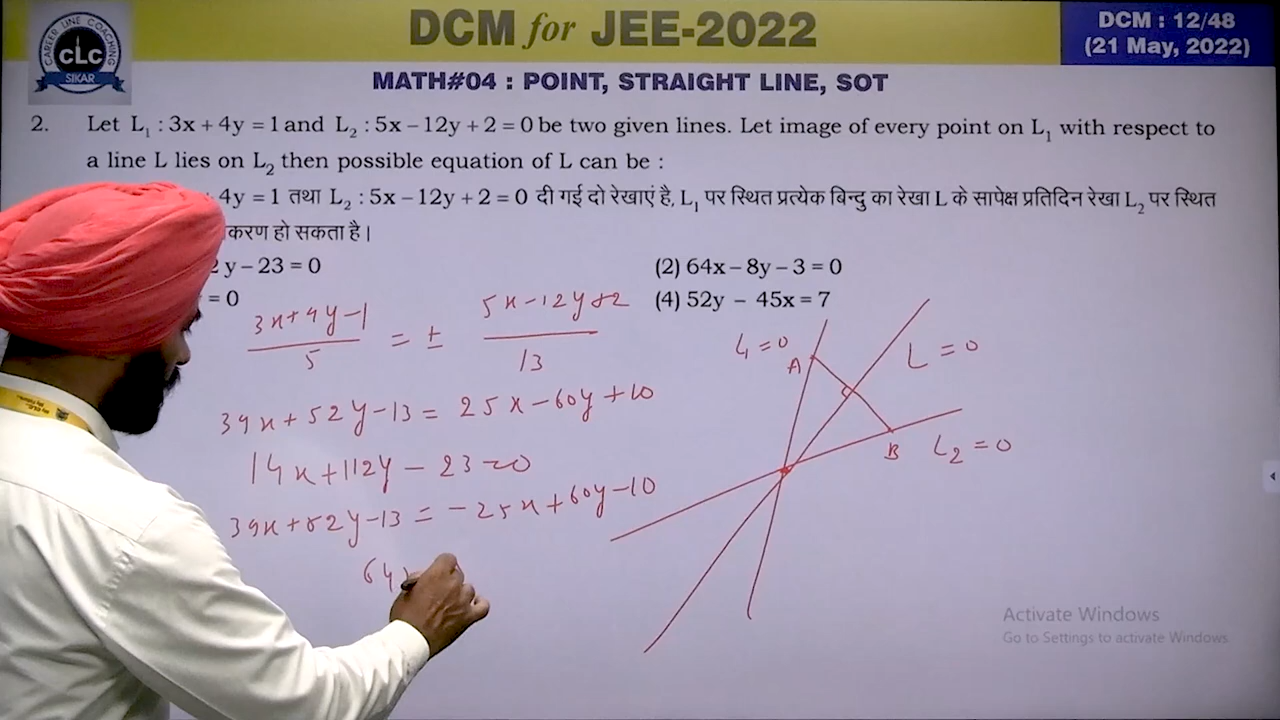 CAREER LINE COACHING
CLC
SIKAR
DCM for JEE-2022
DCM : 12/48
(21 May, 2022)
MATH#04 : POINT, STRAIGHT LINE, SOT
2. Let L₁ : 3x + 4y = 1 and L₂ : 5x – 12y + 2 = 0 be two given lines. Let image of every point on L₁ with respect to
a line L lies on L₂ then possible equation of L can be :
4y = 1 तथा L₂ : 5x – 12y + 2 = 0 दी गई दो रेखाएं है, L₁ पर स्थित प्रत्येक बिन्दु का रेखा L के सापेक्ष प्रतिदिन रेखा L₂ पर स्थित
करण हो सकता है।
y – 23 = 0
(2) 64x – 8y – 3 = 0
= 0
(4) 52y – 45x = 7
3x+4y-1 / 5 = ± 5x-12y+2 / 13
39x+52y-13 = 25x-60y+10
14x+112y-23=0
39x+52y-13 = -25x+60y-10
64x
L₁=0
A
L=0
B
L₂=0
Activate Windows
Go to Settings to activate Windows.